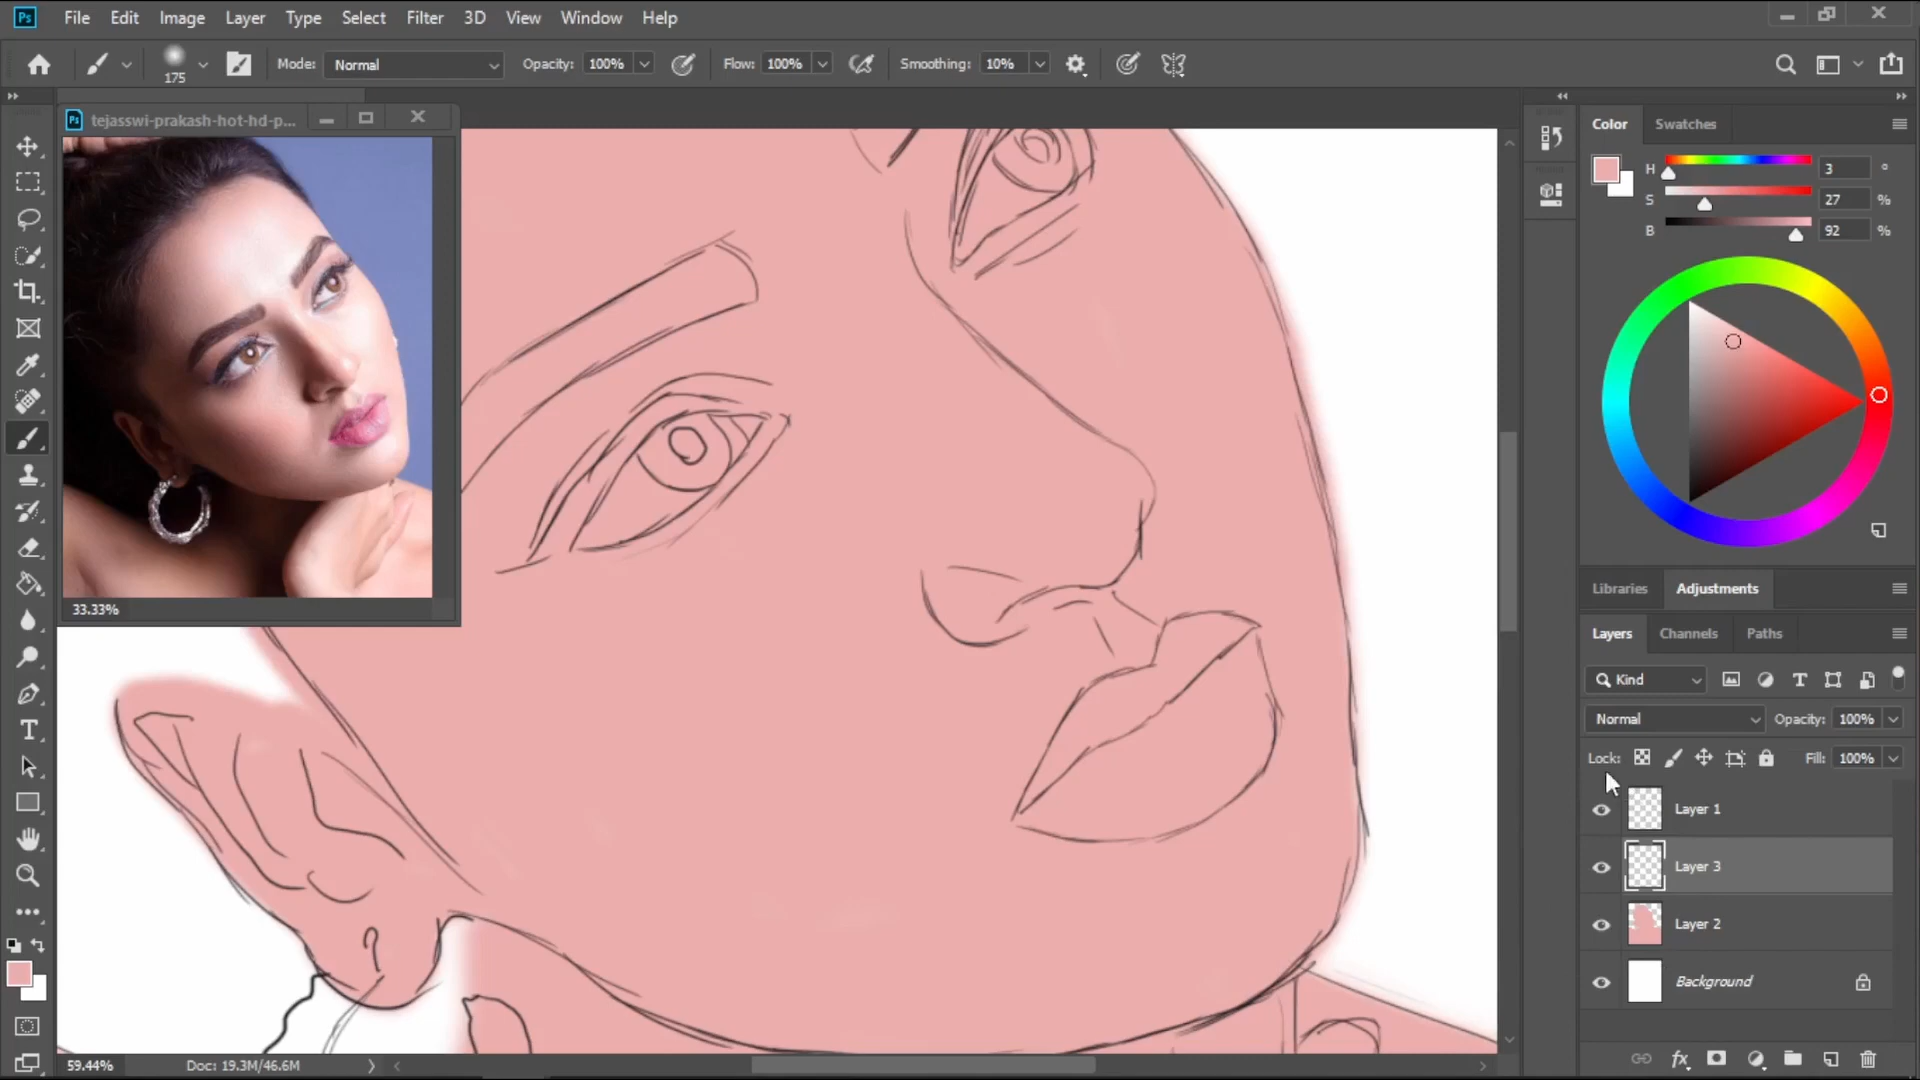 Ps File Edit Image Layer Type Select Filter 3D View Window Help
175 Mode: Normal Opacity: 100% Flow: 100% Smoothing: 10%
Ps tejasswi-prakash-hot-hd-p...
33.33%
Color Swatches
H 3 °
S 27 %
B 92 %
Libraries Adjustments
Layers Channels Paths
Kind T
Normal Opacity: 100%
Lock: Fill: 100%
Layer 1
Layer 3
Layer 2
Background
fx
T
59.44% Doc: 19.3M/46.6M